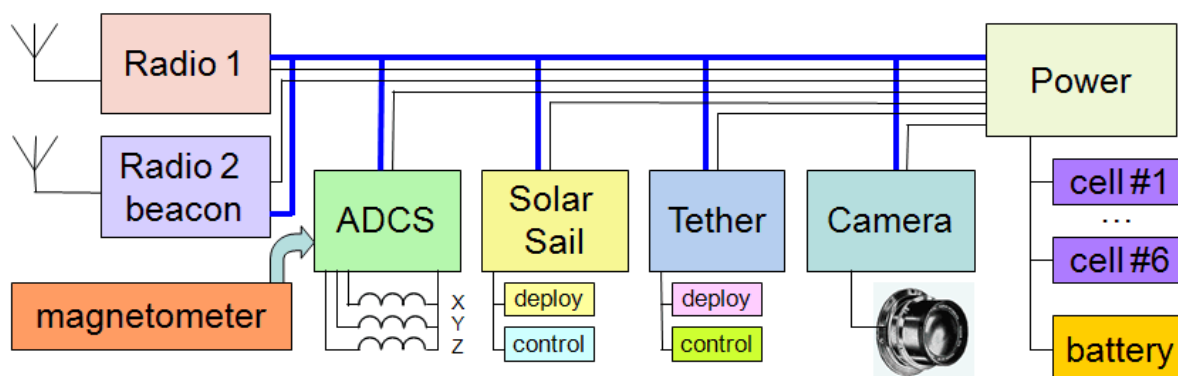 Radio 1
Power
Radio 2
beacon
ADCS
Solar
Sail
Tether
Camera
cell #1
...
cell #6
magnetometer
X
Y
Z
deploy
control
deploy
control
battery